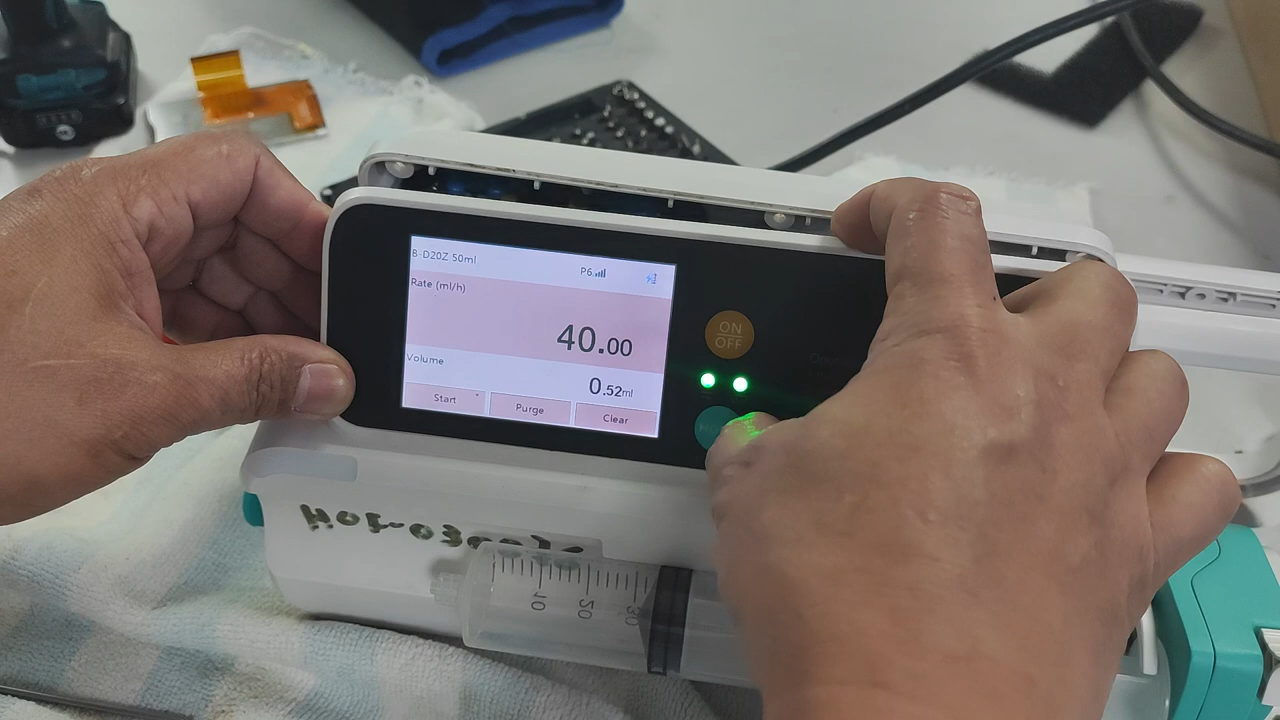 B-D20Z 50ml
P6
Rate (ml/h)
40.00
Volume
0.52ml
Start
Purge
Clear
ON
OFF
10
20
30